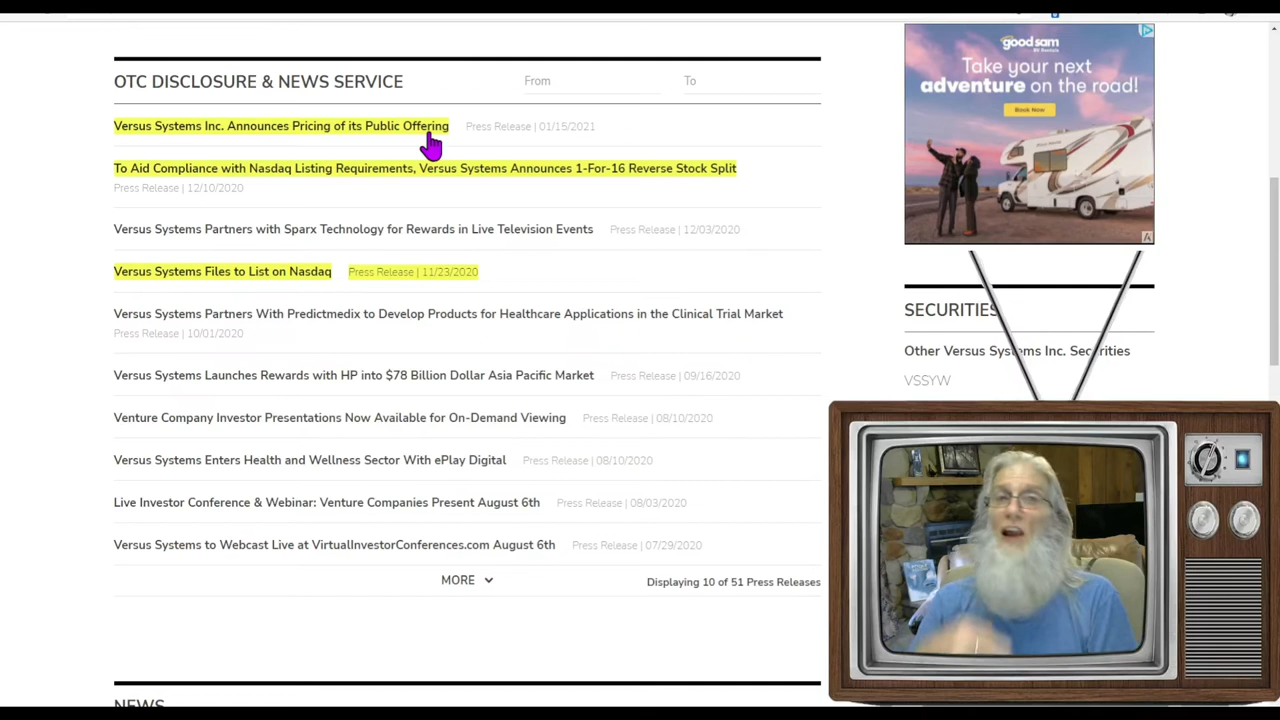 OTC DISCLOSURE & NEWS SERVICE
From
To
Versus Systems Inc. Announces Pricing of its Public Offering
Press Release | 01/15/2021
To Aid Compliance with Nasdaq Listing Requirements, Versus Systems Announces 1-For-16 Reverse Stock Split
Press Release | 12/10/2020
Versus Systems Partners with Sparx Technology for Rewards in Live Television Events
Press Release | 12/03/2020
Versus Systems Files to List on Nasdaq
Press Release | 11/23/2020
Versus Systems Partners With Predictmedix to Develop Products for Healthcare Applications in the Clinical Trial Market
Press Release | 10/01/2020
Versus Systems Launches Rewards with HP into $78 Billion Dollar Asia Pacific Market
Press Release | 09/16/2020
Venture Company Investor Presentations Now Available for On-Demand Viewing
Press Release | 08/10/2020
Versus Systems Enters Health and Wellness Sector With ePlay Digital
Press Release | 08/10/2020
Live Investor Conference & Webinar: Venture Companies Present August 6th
Press Release | 08/03/2020
Versus Systems to Webcast Live at VirtualInvestorConferences.com August 6th
Press Release | 07/29/2020
MORE
Displaying 10 of 51 Press Releases
NEWS
good sam
RV Rentals
Take your next
adventure on the road!
Book Now
SECURITIES
Other Versus Systems Inc. Securities
VSSYW